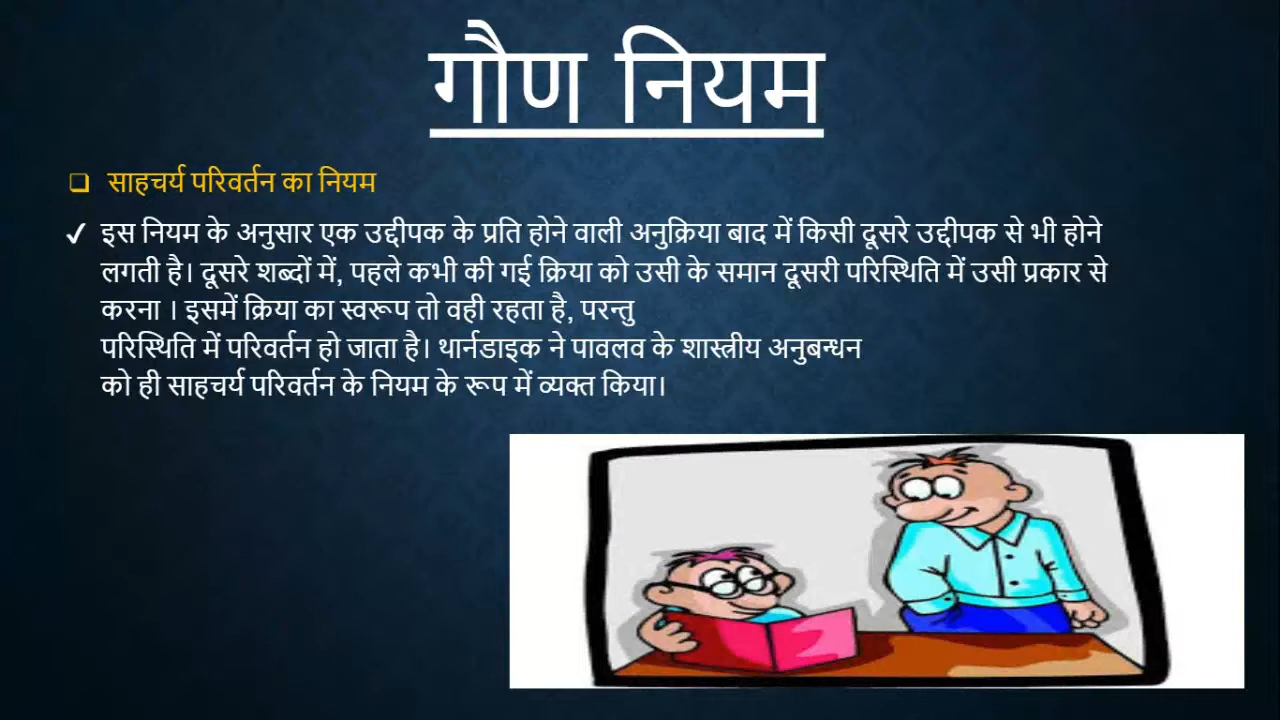 गौण नियम
साहचर्य परिवर्तन का नियम
इस नियम के अनुसार एक उद्दीपक के प्रति होने वाली अनुक्रिया बाद में किसी दूसरे उद्दीपक से भी होने
लगती है। दूसरे शब्दों में, पहले कभी की गई क्रिया को उसी के समान दूसरी परिस्थिति में उसी प्रकार से
करना । इसमें क्रिया का स्वरूप तो वही रहता है, परन्तु
परिस्थिति में परिवर्तन हो जाता है। थार्नडाइक ने पावलव के शास्त्रीय अनुबन्धन
को ही साहचर्य परिवर्तन के नियम के रूप में व्यक्त किया।